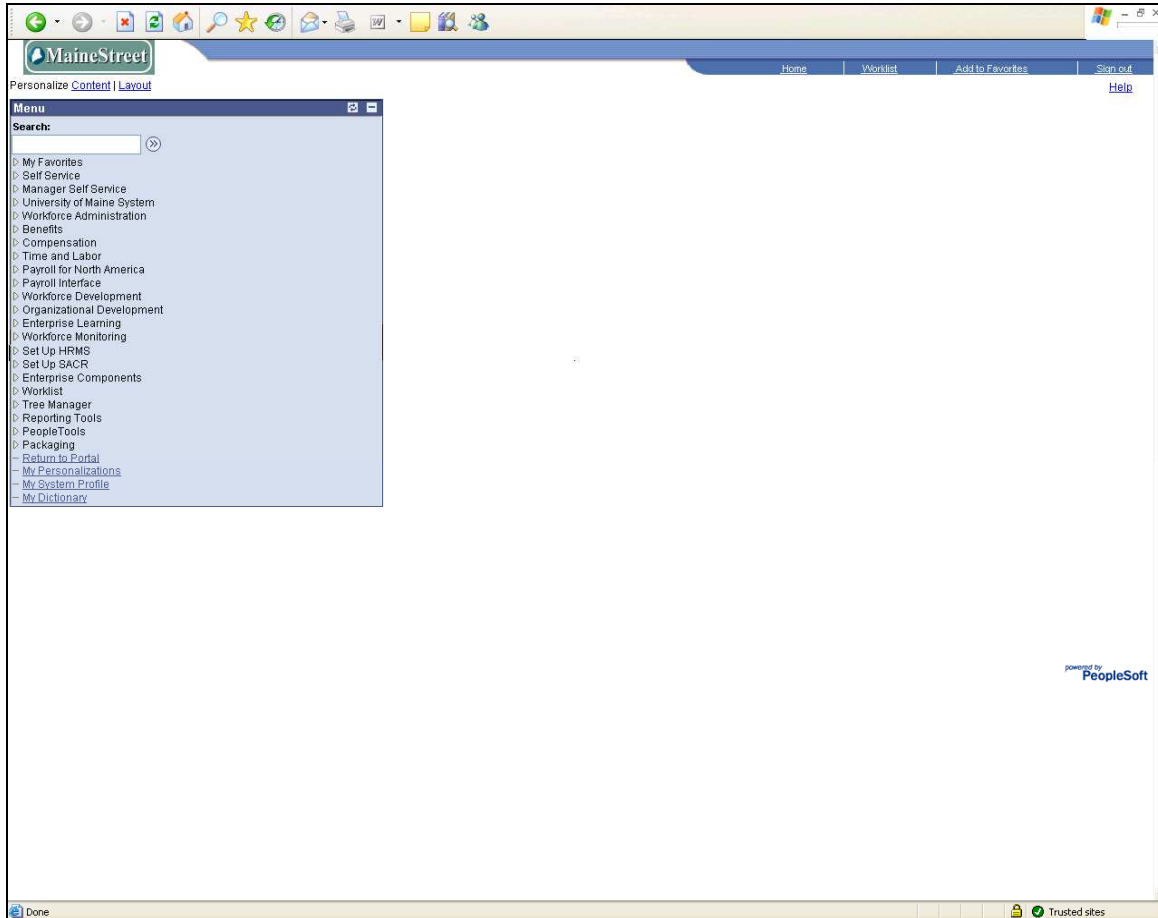 MaineStreet
Home Worklist Add to Favorites Sign out
Personalize Content | Layout
Help
Menu
Search:
My Favorites
Self Service
Manager Self Service
University of Maine System
Workforce Administration
Benefits
Compensation
Time and Labor
Payroll for North America
Payroll Interface
Workforce Development
Organizational Development
Enterprise Learning
Workforce Monitoring
Set Up HRMS
Set Up SACR
Enterprise Components
Worklist
Tree Manager
Reporting Tools
PeopleTools
Packaging
Return to Portal
My Personalizations
My System Profile
My Dictionary
powered by
PeopleSoft
Done Trusted sites